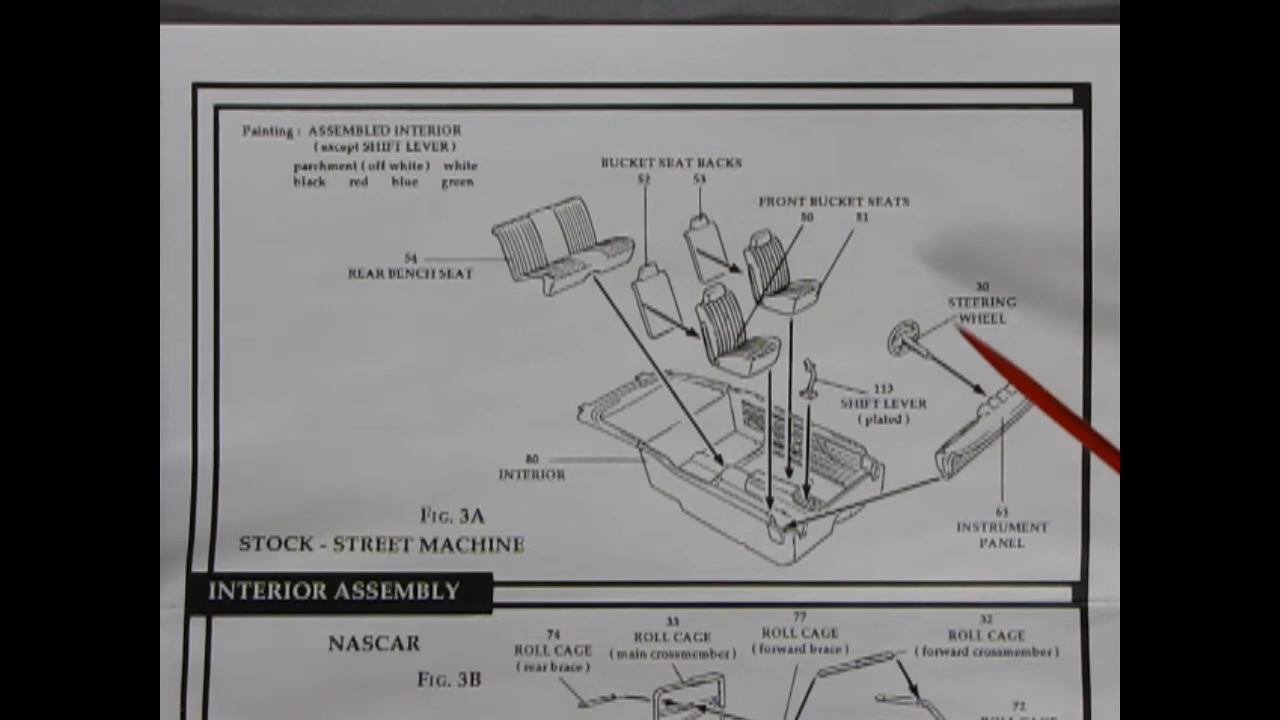 Painting : ASSEMBLED INTERIOR
( except SHIFT LEVER )
parchment ( off white ) white
black red blue green
BUCKET SEAT BACKS
52 53
FRONT BUCKET SEATS
50 51
54
REAR BENCH SEAT
30
STEERING
WHEEL
113
SHIFT LEVER
( plated )
80
INTERIOR
61
INSTRUMENT
PANEL
FIG. 3A
STOCK - STREET MACHINE
INTERIOR ASSEMBLY
NASCAR
FIG. 3B
74
ROLL CAGE
( rear brace )
33
ROLL CAGE
( main crossmember )
77
ROLL CAGE
( forward brace )
32
ROLL CAGE
( forward crossmember )
72
ROLL CAGE